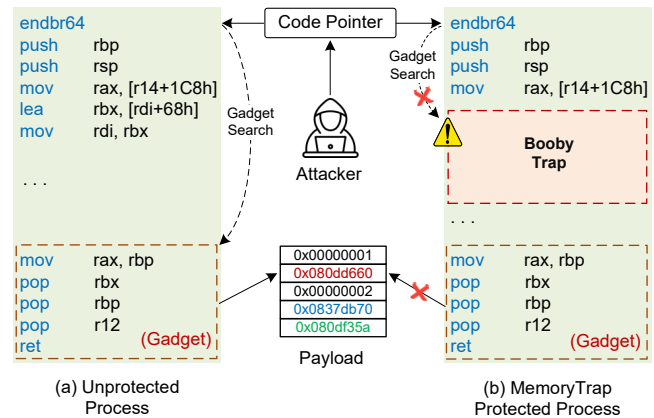 endbr64
push rbp
push rsp
mov rax, [r14+1C8h]
lea rbx, [rdi+68h]
mov rdi, rbx
. . .
mov rax, rbp
pop rbx
pop rbp
pop r12
ret
(Gadget)
(a) Unprotected
Process
Gadget
Search
Code Pointer
Attacker
0x00000001
0x080dd660
0x00000002
0x0837db70
0x080df35a
Payload
Gadget
Search
endbr64
push rbp
push rsp
mov rax, [r14+1C8h]
Booby
Trap
. . .
mov rax, rbp
pop rbx
pop rbp
pop r12
ret
(Gadget)
(b) MemoryTrap
Protected Process